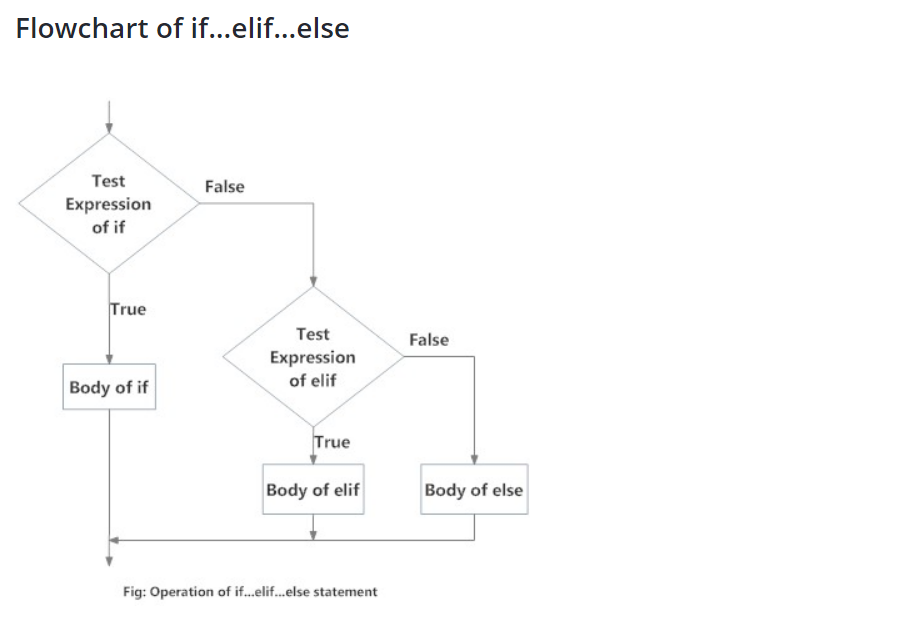 Flowchart of if...elif...else
Test
Expression
of if
False
True
Body of if
Test
Expression
of elif
False
True
Body of elif
Body of else
Fig: Operation of if...elif...else statement